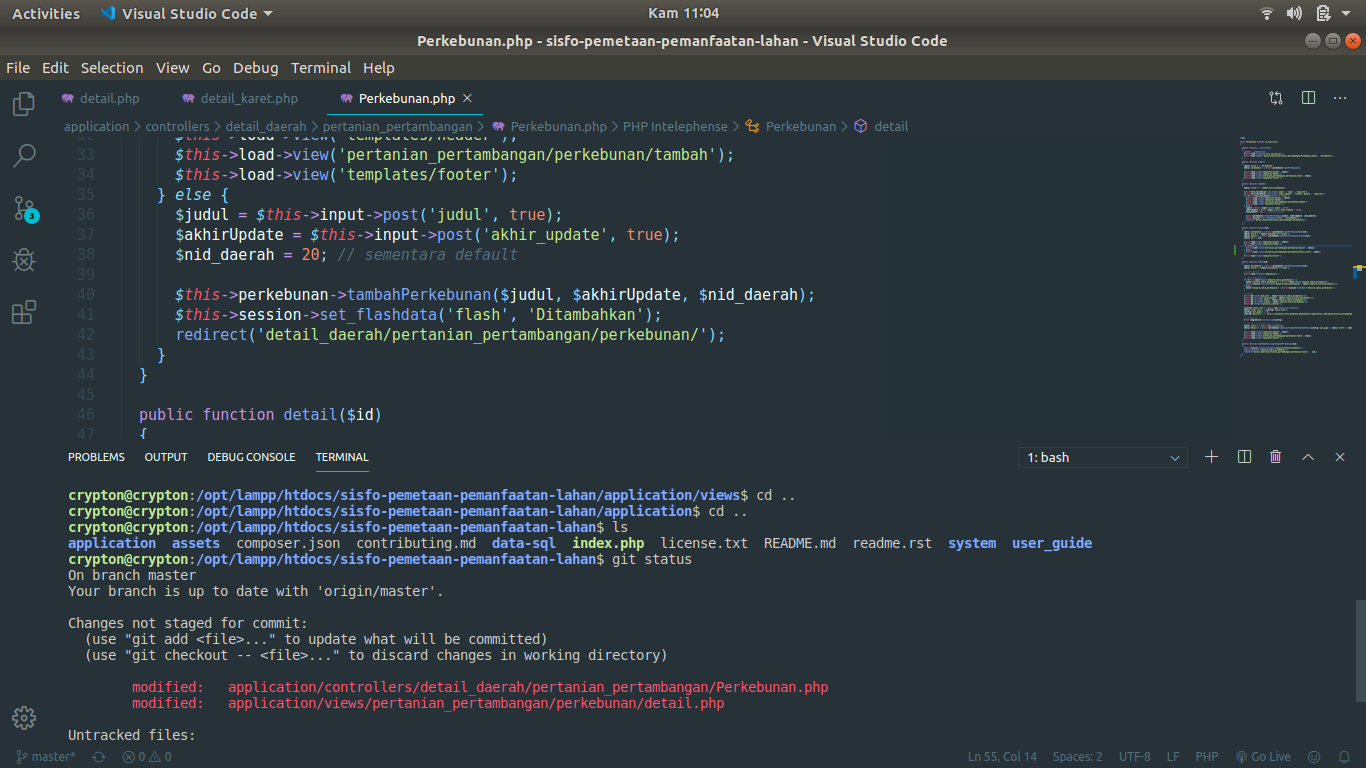 Activities Visual Studio Code Kam 11:04
Perkebunan.php - sisfo-pemetaan-pemanfaatan-lahan - Visual Studio Code
File Edit Selection View Go Debug Terminal Help
detail.php detail_karet.php Perkebunan.php
application > controllers > detail_daerah > pertanian_pertambangan > Perkebunan.php > PHP Intelephense > Perkebunan > detail
32 $this->load->view('templates/header');
33 $this->load->view('pertanian_pertambangan/perkebunan/tambah');
34 $this->load->view('templates/footer');
35 } else {
36 $judul = $this->input->post('judul', true);
37 $akhirUpdate = $this->input->post('akhir_update', true);
38 $nid_daerah = 20; // sementara default
39
40 $this->perkebunan->tambahPerkebunan($judul, $akhirUpdate, $nid_daerah);
41 $this->session->set_flashdata('flash', 'Ditambahkan');
42 redirect('detail_daerah/pertanian_pertambangan/perkebunan/');
43 }
44 }
45
46 public function detail($id)
47 {
3
PROBLEMS OUTPUT DEBUG CONSOLE TERMINAL 1: bash
crypton@crypton:/opt/lampp/htdocs/sisfo-pemetaan-pemanfaatan-lahan/application/views$ cd ..
crypton@crypton:/opt/lampp/htdocs/sisfo-pemetaan-pemanfaatan-lahan/application$ cd ..
crypton@crypton:/opt/lampp/htdocs/sisfo-pemetaan-pemanfaatan-lahan$ ls
application assets composer.json contributing.md data-sql index.php license.txt README.md readme.rst system user_guide
crypton@crypton:/opt/lampp/htdocs/sisfo-pemetaan-pemanfaatan-lahan$ git status
On branch master
Your branch is up to date with 'origin/master'.
Changes not staged for commit:
(use "git add <file>..." to update what will be committed)
(use "git checkout -- <file>..." to discard changes in working directory)
modified: application/controllers/detail_daerah/pertanian_pertambangan/Perkebunan.php
modified: application/views/pertanian_pertambangan/perkebunan/detail.php
Untracked files:
master* 0 0 Ln 55, Col 14 Spaces: 2 UTF-8 LF PHP Go Live